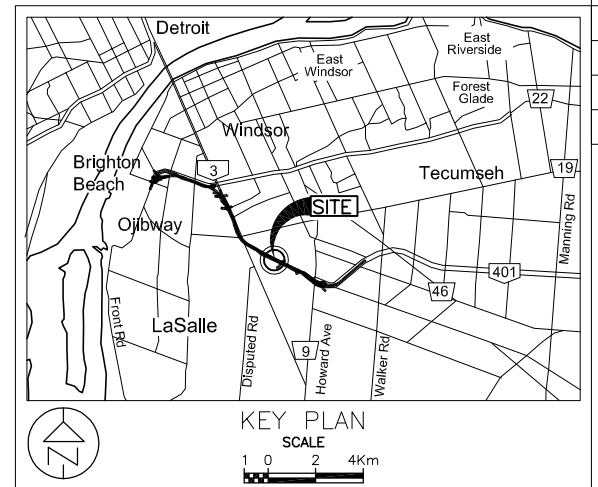 Detroit
East
Riverside
East
Windsor
Forest
Glade
22
Windsor
Brighton
Beach
3
Tecumseh
19
SITE
Ojibway
Manning Rd
401
46
Front Rd
LaSalle
Disputed Rd
9
Howard Ave
Walker Rd
N
KEY PLAN
SCALE
1 0 2 4Km